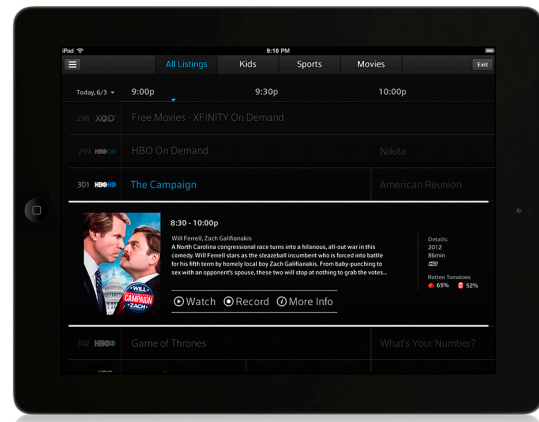 iPad 9:10 PM
All Listings Kids Sports Movies Exit
Today, 6/3 9:00p 9:30p 10:00p
298 XOD Free Movies - XFINITY On Demand
299 HBO HBO On Demand Nikita
301 HBO HD The Campaign American Reunion
8:30 - 10:00p
Will Ferrell, Zach Galifianakis
A North Carolina congressional race turns into a hilarious, all-out war in this
comedy. Will Ferrell stars as the sleazeball incumbent who is forced into battle
for his fifth term by homely local boy Zach Galifianakis. From baby-punching to
sex with an opponent's spouse, these two will stop at nothing to grab the votes...
Details:
2012
86min
Rotten Tomatoes
65% 52%
WILL
CAMPAIGN
ZACH
Watch Record More Info
302 HBO Game of Thrones What's Your Number?